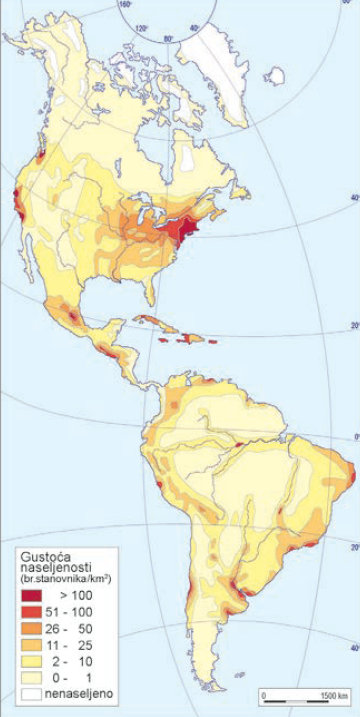 160°
120°
80°
40°
60°
40°
20°
0°
20°
40°
Gustoća
naseljenosti
(br.stanovnika/km²)
> 100
51 - 100
26 - 50
11 - 25
2 - 10
0 - 1
nenaseljeno
0 1500 km